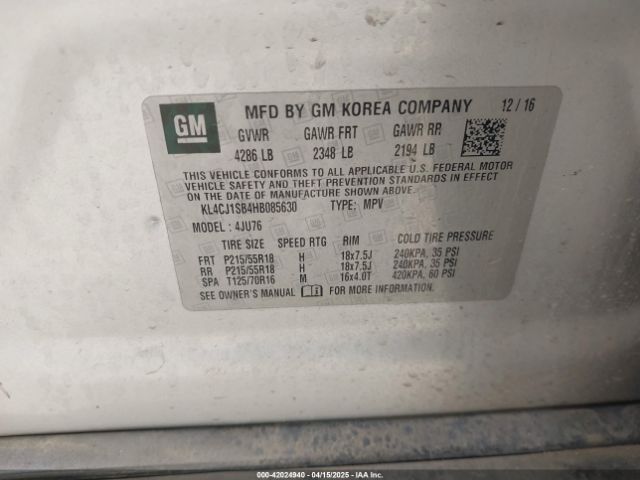 GM MFD BY GM KOREA COMPANY 12/16
GVWR GAWR FRT GAWR RR
4286 LB 2348 LB 2194 LB
THIS VEHICLE CONFORMS TO ALL APPLICABLE U.S. FEDERAL MOTOR
VEHICLE SAFETY AND THEFT PREVENTION STANDARDS IN EFFECT
ON THE DATE OF MANUFACTURE SHOWN ABOVE.
KL4CJ1SB4HB085630 TYPE: MPV
MODEL: 4JU76
TIRE SIZE SPEED RTG RIM COLD TIRE PRESSURE
FRT P215/55R18 H 18x7.5J 240KPA, 35 PSI
RR P215/55R18 H 18x7.5J 240KPA, 35 PSI
SPA T125/70R16 M 16x4.0T 420KPA, 60 PSI
SEE OWNER'S MANUAL FOR MORE INFORMATION.
000-42024940 04/15/2025 IAAI.COM